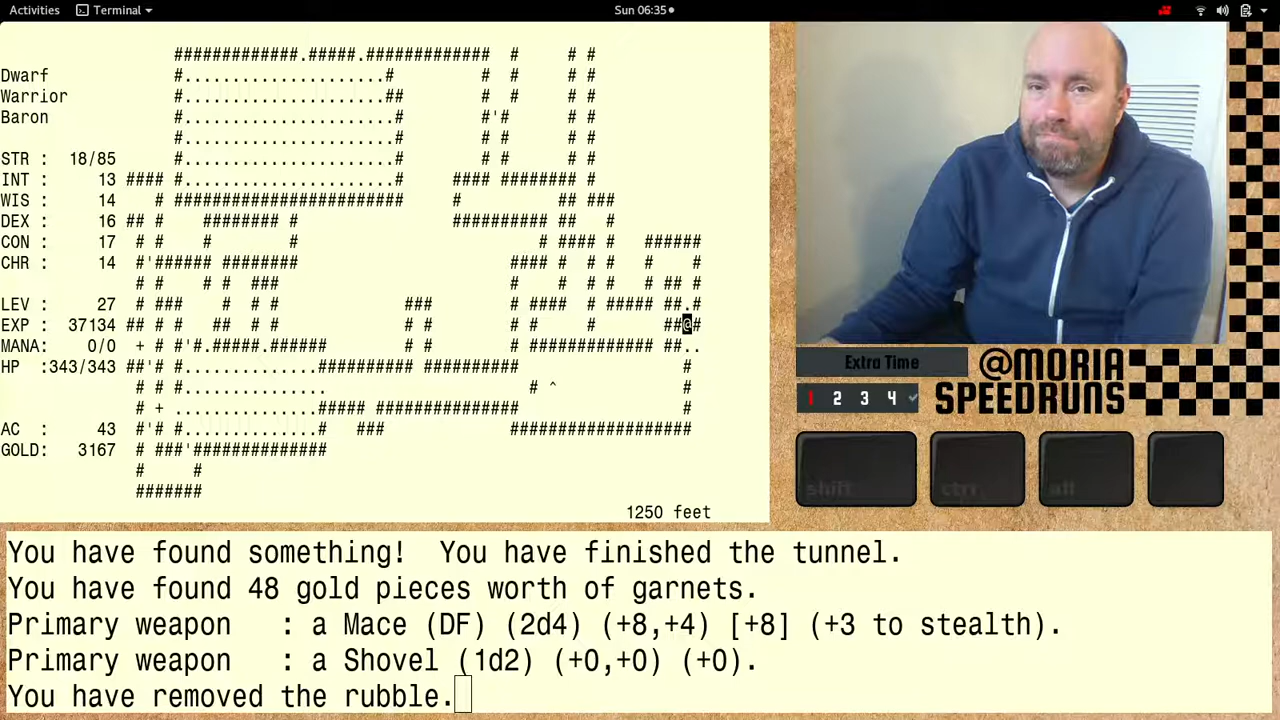 Activities Terminal Sun 06:35
#############.#####.############# # # #
Dwarf #.....................# # # # #
Warrior #.....................## # # # #
Baron #......................# # # # #
#......................# # # # #
STR : 18/85 #......................# # # # #
INT : 13 #### #......................# #### ######## #
WIS : 14 # ######################## # ## ###
DEX : 16 ## # ######## # ########## ## #
CON : 17 # # # # # #### # ######
CHR : 14 #'###### ######## #### # # # # #
# # # # ### # # # # # ## #
LEV : 27 # ### # # # ### # #### # ##### ##.#
EXP : 37134 ## # # ## # # # # # # # ##@#
MANA: 0/0 + # #'#.#####.###### # # # ############# ##..
HP :343/343 ##'# #.............########## ########## #
# # #.............. # ^ #
# + ..............##### ############### #
AC : 43 #'# #.............# ### ###################
GOLD: 3167 # ###'##############
# #
#######
1250 feet
Extra Time
1 2 3 4
@MORIA
SPEEDRUNS
shift ctrl alt
You have found something! You have finished the tunnel.
You have found 48 gold pieces worth of garnets.
Primary weapon : a Mace (DF) (2d4) (+8,+4) [+8] (+3 to stealth).
Primary weapon : a Shovel (1d2) (+0,+0) (+0).
You have removed the rubble.